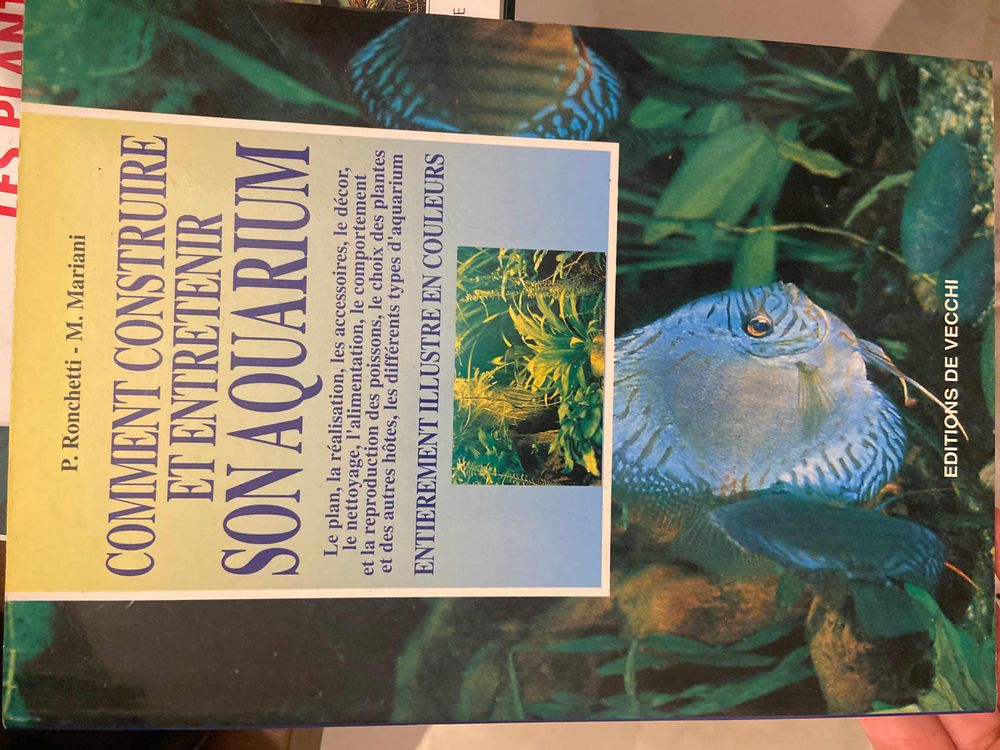 P. Ronchetti - M. Mariani
COMMENT CONSTRUIRE
ET ENTRETENIR
SON AQUARIUM
Le plan, la réalisation, les accessoires, le décor,
le nettoyage, l'alimentation, le comportement
et la reproduction des poissons, le choix des plantes
et des autres hôtes, les différents types d'aquarium
ENTIEREMENT ILLUSTRE EN COULEURS
EDITIONS DE VECCHI
LES PLANT
E